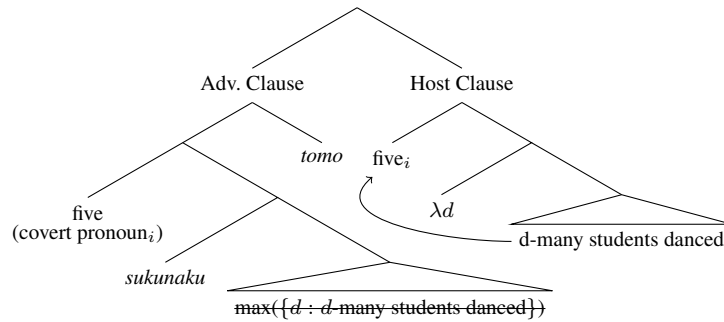 Adv. Clause Host Clause
tomo five_i
five
(covert pronoun_i) λd
d-many students danced
sukunaku
max({d : d-many students danced})